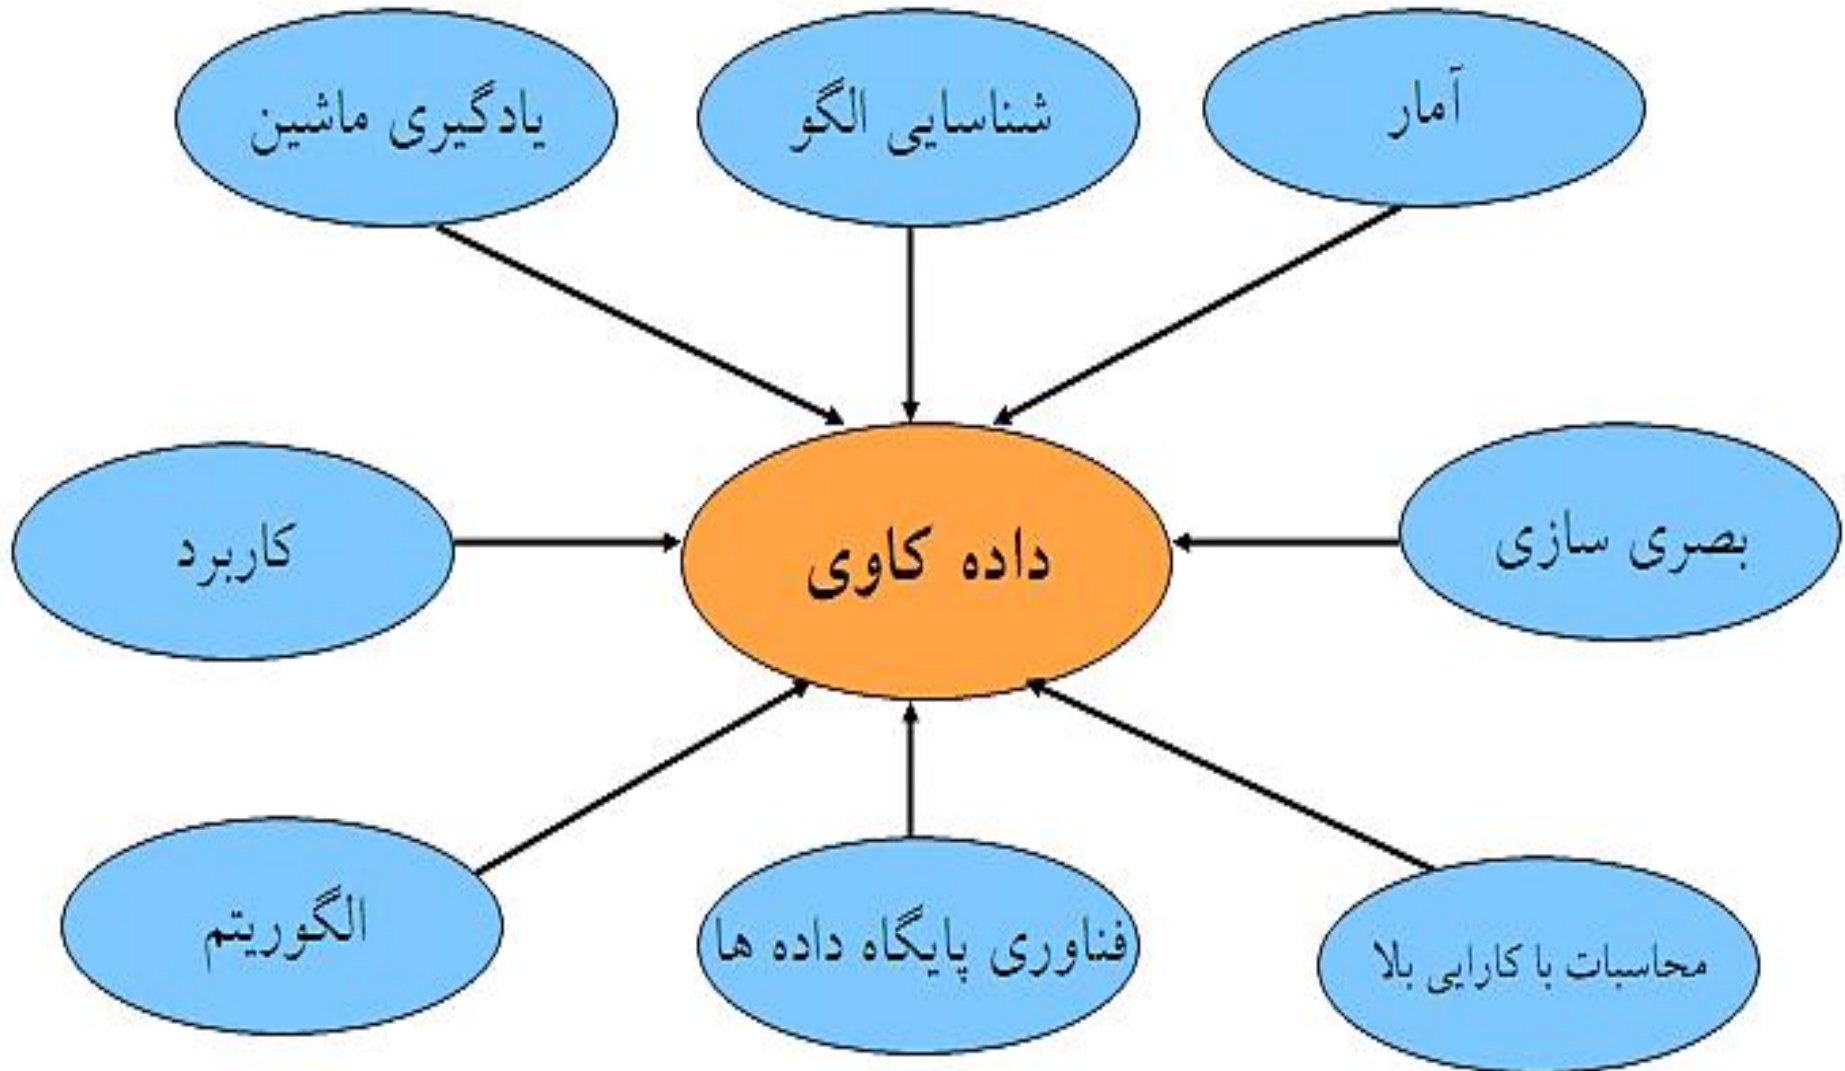 آمار
شناسایی الگو
یادگیری ماشین
بصری سازی
داده کاوی
کاربرد
محاسبات با کارایی بالا
فناوری پایگاه داده ها
الگوریتم